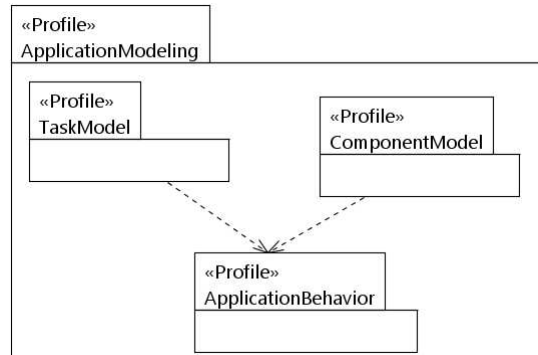 «Profile»
ApplicationModeling
«Profile»
TaskModel
«Profile»
ComponentModel
«Profile»
ApplicationBehavior